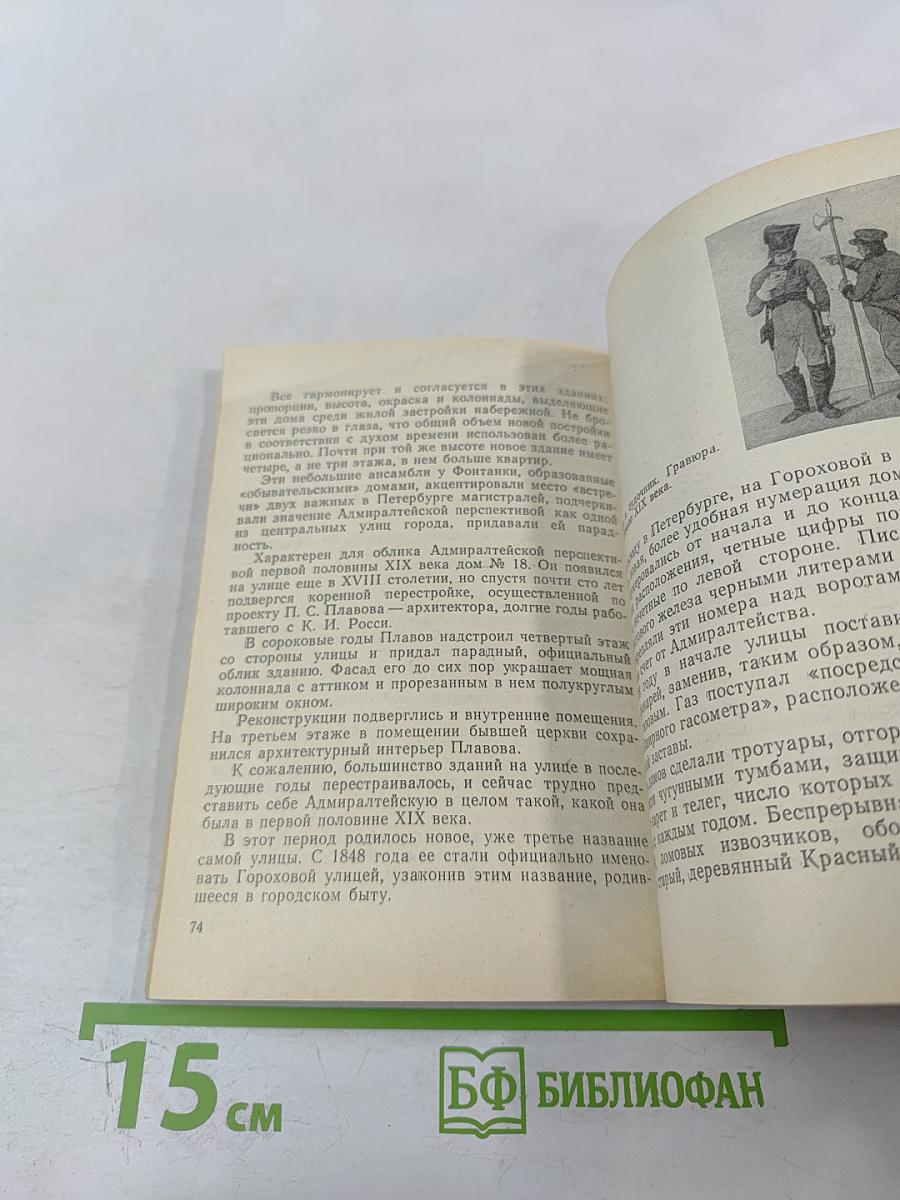 Все гармонирует и согласуется в этих зданиях:
пропорции, высота, окраска и колоннады, выделяющие
эти дома среди жилой застройки набережной. Не бро-
сается резко в глаза, что общий объем новой постройки
в соответствии с духом времени использован более ра-
ционально. Почти при той же высоте новое здание имеет
четыре, а не три этажа, в нем больше квартир.
Эти небольшие ансамбли у Фонтанки, образованные
«обывательскими» домами, акцентировали место «встре-
чи» двух важных в Петербурге магистралей, подчерки-
вали значение Адмиралтейской перспективой как одной
из центральных улиц города, придавали ей парад-
ность.
Характерен для облика Адмиралтейской перспекти-
вой первой половины XIX века дом № 18. Он появился
на улице еще в XVIII столетии, но спустя почти сто лет
подвергся коренной перестройке, осуществленной по
проекту П. С. Плавова — архитектора, долгие годы рабо-
тавшего с К. И. Росси.
В сороковые годы Плавов надстроил четвертый этаж
со стороны улицы и придал парадный, официальный
облик зданию. Фасад его до сих пор украшает мощная
колоннада с аттиком и прорезанным в нем полукруглым
широким окном.
Реконструкции подверглись и внутренние помещения.
На третьем этаже в помещении бывшей церкви сохра-
нился архитектурный интерьер Плавова.
К сожалению, большинство зданий на улице в после-
дующие годы перестраивалось, и сейчас трудно пред-
ставить себе Адмиралтейскую в целом такой, какой она
была в первой половине XIX века.
В этот период родилось новое, уже третье название
самой улицы. С 1848 года ее стали официально имено-
вать Гороховой улицей, узаконив этим название, родив-
шееся в городском быту.
74
Гравюра.
XIX века.
в Петербурге, на Гороховой в
более удобная нумерация дом
от начала и до конца
расположения, четные цифры по
по левой стороне. Пис
железа черными литерами
эти номера над воротам
счет от Адмиралтейства.
году в начале улицы постави
заменив, таким образом,
Газ поступал «посредс
гасометра», расположе
заставы.
сделали тротуары, отгор
чугунными тумбами, защи
и телег, число которых
каждым годом. Беспрерывна
ломовых извозчиков, обо
старый, деревянный Красный
15 см
БФ БИБЛИОФАН